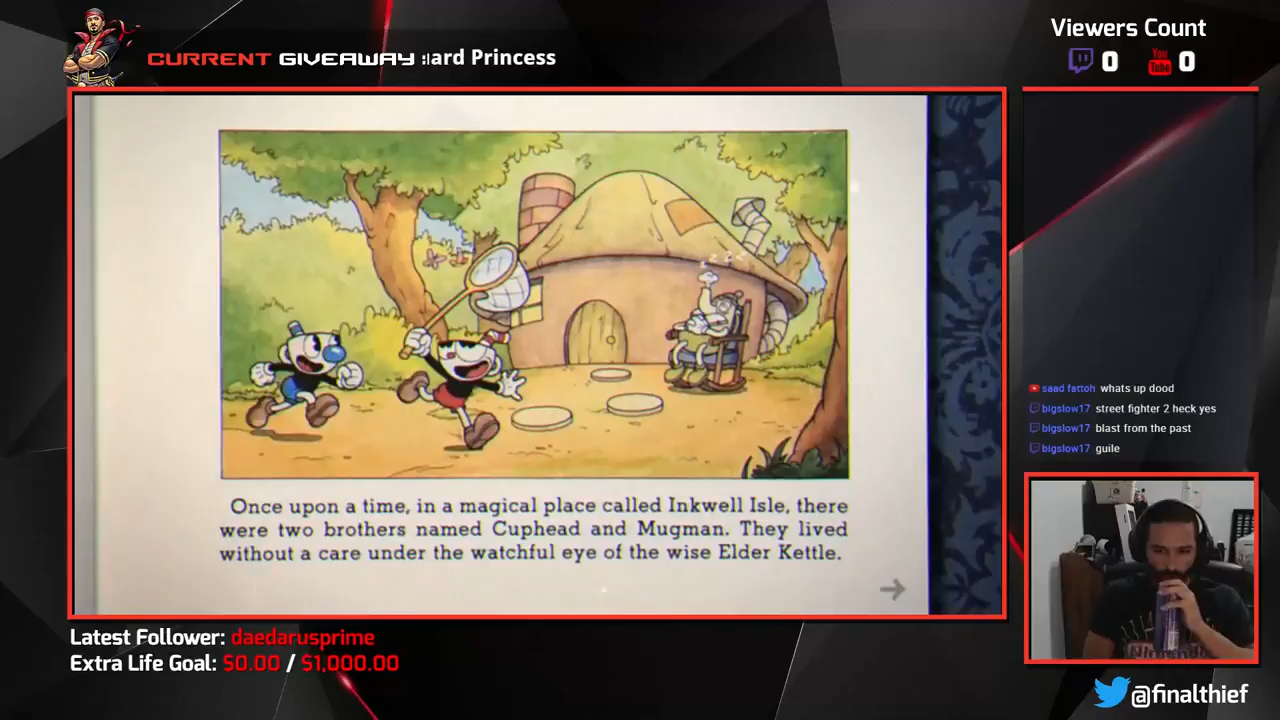 CURRENT GIVEAWAY ard Princess
Viewers Count
0 You Tube 0
Once upon a time, in a magical place called Inkwell Isle, there
were two brothers named Cuphead and Mugman. They lived
without a care under the watchful eye of the wise Elder Kettle.
saad fattoh whats up dood
bigslow17 street fighter 2 heck yes
bigslow17 blast from the past
bigslow17 guile
Nintendo
Latest Follower: daedarusprime
Extra Life Goal: $0.00 / $1,000.00
@finalthief